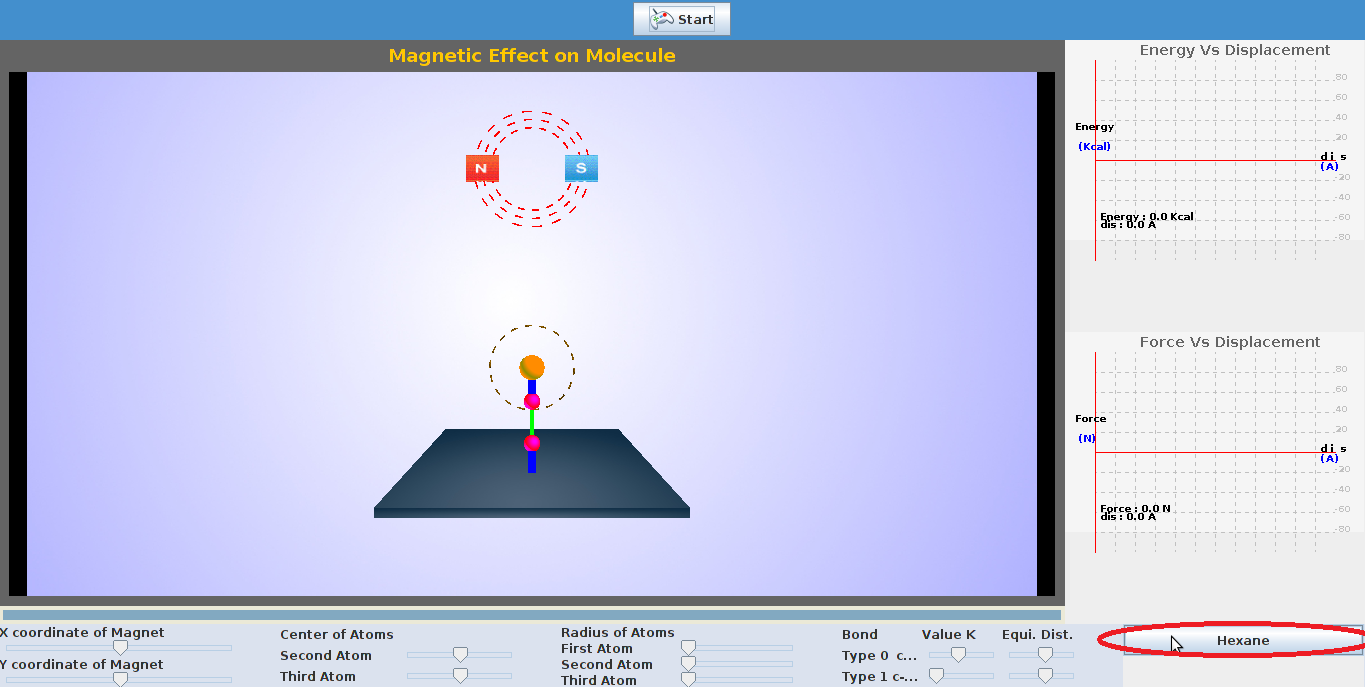 Start
Magnetic Effect on Molecule
N
S
Energy Vs Displacement
80
60
40
20
Energy
(Kcal)
d i s
(A)
-20
-40
-60
-80
Energy : 0.0 Kcal
dis : 0.0 A
Force Vs Displacement
80
60
40
20
Force
(N)
d i s
(A)
-20
-40
-60
-80
Force : 0.0 N
dis : 0.0 A
X coordinate of Magnet
Y coordinate of Magnet
Center of Atoms
Second Atom
Third Atom
Radius of Atoms
First Atom
Second Atom
Third Atom
Bond Value K Equi. Dist.
Type 0 c...
Type 1 c-...
Hexane